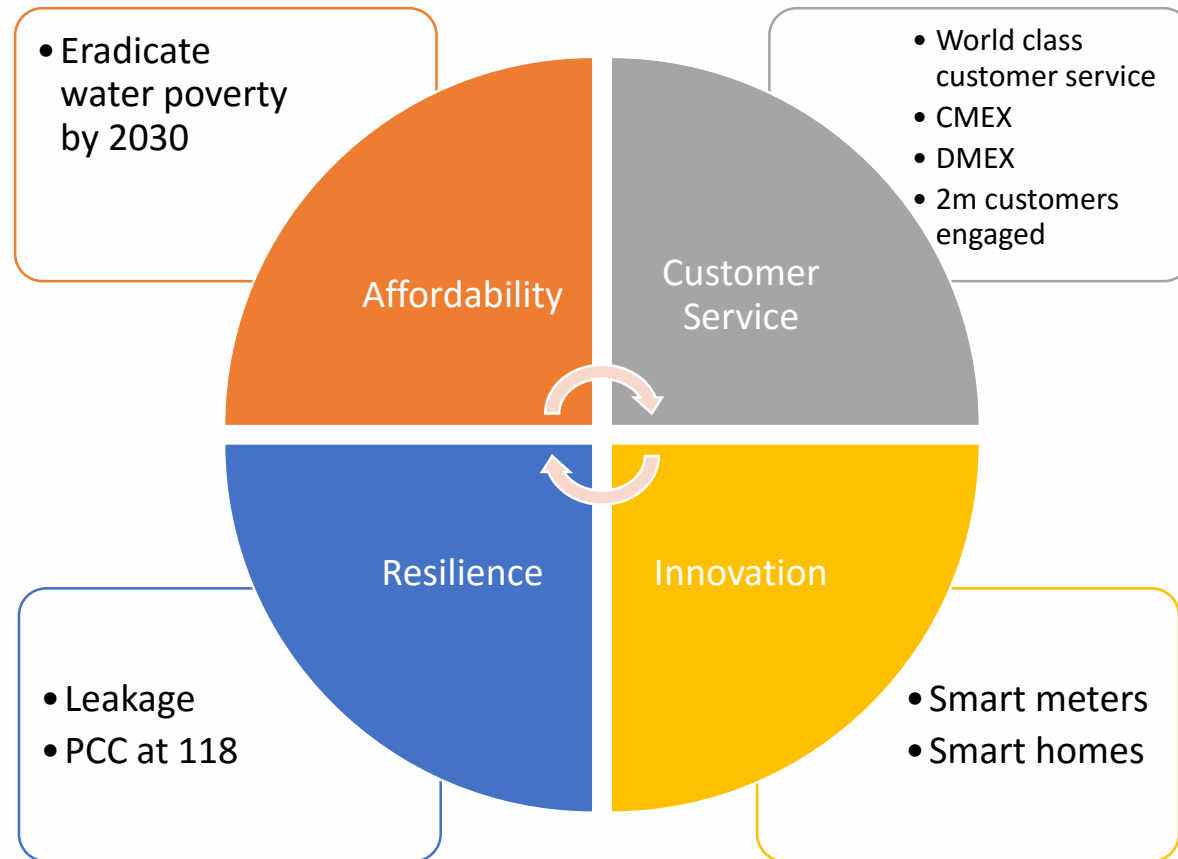 • Eradicate
water poverty
by 2030
• World class
customer service
• CMEX
• DMEX
• 2m customers
engaged
Affordability
Customer
Service
Resilience
Innovation
• Leakage
• PCC at 118
• Smart meters
• Smart homes